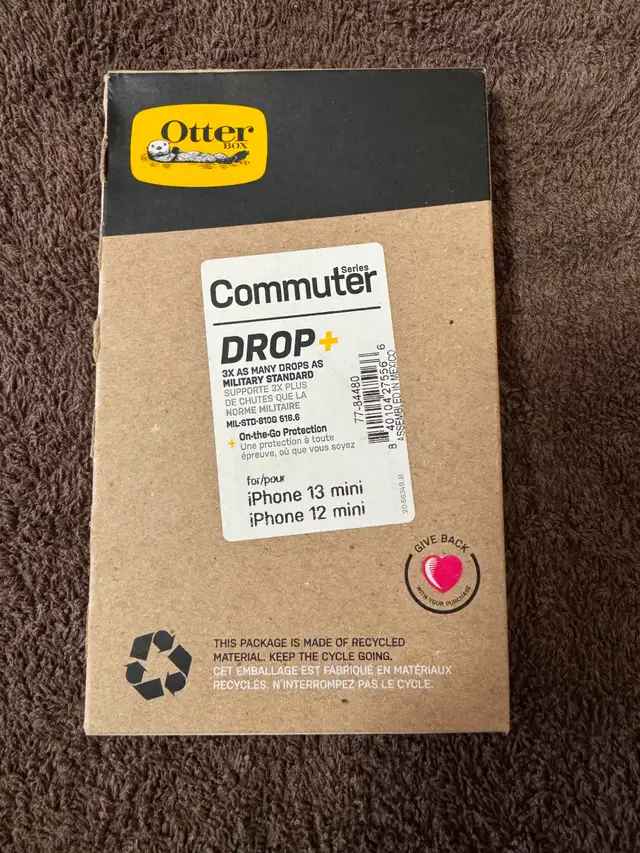 Otter
BOX
Commuter
Series
DROP+
3X AS MANY DROPS AS
MILITARY STANDARD
SUPPORTE 3X PLUS
DE CHUTES QUE LA
NORME MILITAIRE
MIL-STD-810G 516.6
+ On-the-Go Protection
Une protection à toute
épreuve, où que vous soyez
77-84480
8 40104 27556 6
ASSEMBLED IN MEXICO
for/pour
iPhone 13 mini
iPhone 12 mini
GIVE BACK
WITH YOUR PURCHASE
THIS PACKAGE IS MADE OF RECYCLED
MATERIAL. KEEP THE CYCLE GOING.
CET EMBALLAGE EST FABRIQUÉ EN MATÉRIAUX
RECYCLÉS. N'INTERROMPEZ PAS LE CYCLE.